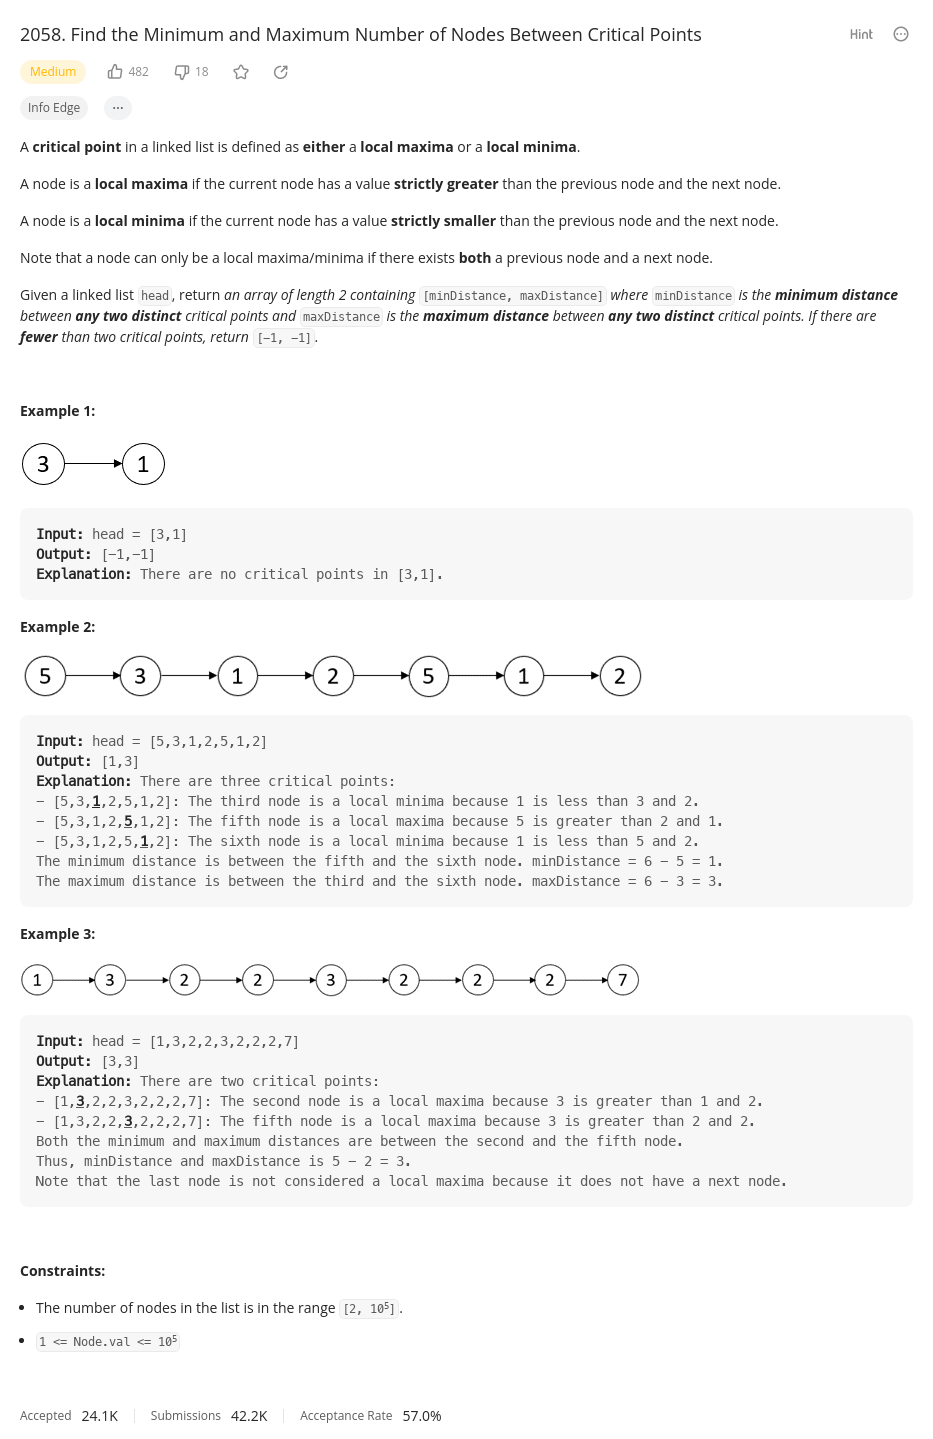 2058. Find the Minimum and Maximum Number of Nodes Between Critical Points
Hint
Medium
482
18
Info Edge
A critical point in a linked list is defined as either a local maxima or a local minima.
A node is a local maxima if the current node has a value strictly greater than the previous node and the next node.
A node is a local minima if the current node has a value strictly smaller than the previous node and the next node.
Note that a node can only be a local maxima/minima if there exists both a previous node and a next node.
Given a linked list head, return an array of length 2 containing [minDistance, maxDistance] where minDistance is the minimum distance
between any two distinct critical points and maxDistance is the maximum distance between any two distinct critical points. If there are
fewer than two critical points, return [−1, −1].
Example 1:
3 1
Input: head = [3,1]
Output: [−1,−1]
Explanation: There are no critical points in [3,1].
Example 2:
5 3 1 2 5 1 2
Input: head = [5,3,1,2,5,1,2]
Output: [1,3]
Explanation: There are three critical points:
− [5,3,1,2,5,1,2]: The third node is a local minima because 1 is less than 3 and 2.
− [5,3,1,2,5,1,2]: The fifth node is a local maxima because 5 is greater than 2 and 1.
− [5,3,1,2,5,1,2]: The sixth node is a local minima because 1 is less than 5 and 2.
The minimum distance is between the fifth and the sixth node. minDistance = 6 − 5 = 1.
The maximum distance is between the third and the sixth node. maxDistance = 6 − 3 = 3.
Example 3:
1 3 2 2 3 2 2 2 7
Input: head = [1,3,2,2,3,2,2,2,7]
Output: [3,3]
Explanation: There are two critical points:
− [1,3,2,2,3,2,2,2,7]: The second node is a local maxima because 3 is greater than 1 and 2.
− [1,3,2,2,3,2,2,2,7]: The fifth node is a local maxima because 3 is greater than 2 and 2.
Both the minimum and maximum distances are between the second and the fifth node.
Thus, minDistance and maxDistance is 5 − 2 = 3.
Note that the last node is not considered a local maxima because it does not have a next node.
Constraints:
• The number of nodes in the list is in the range [2, 10⁵].
• 1 <= Node.val <= 10⁵
Accepted 24.1K Submissions 42.2K Acceptance Rate 57.0%